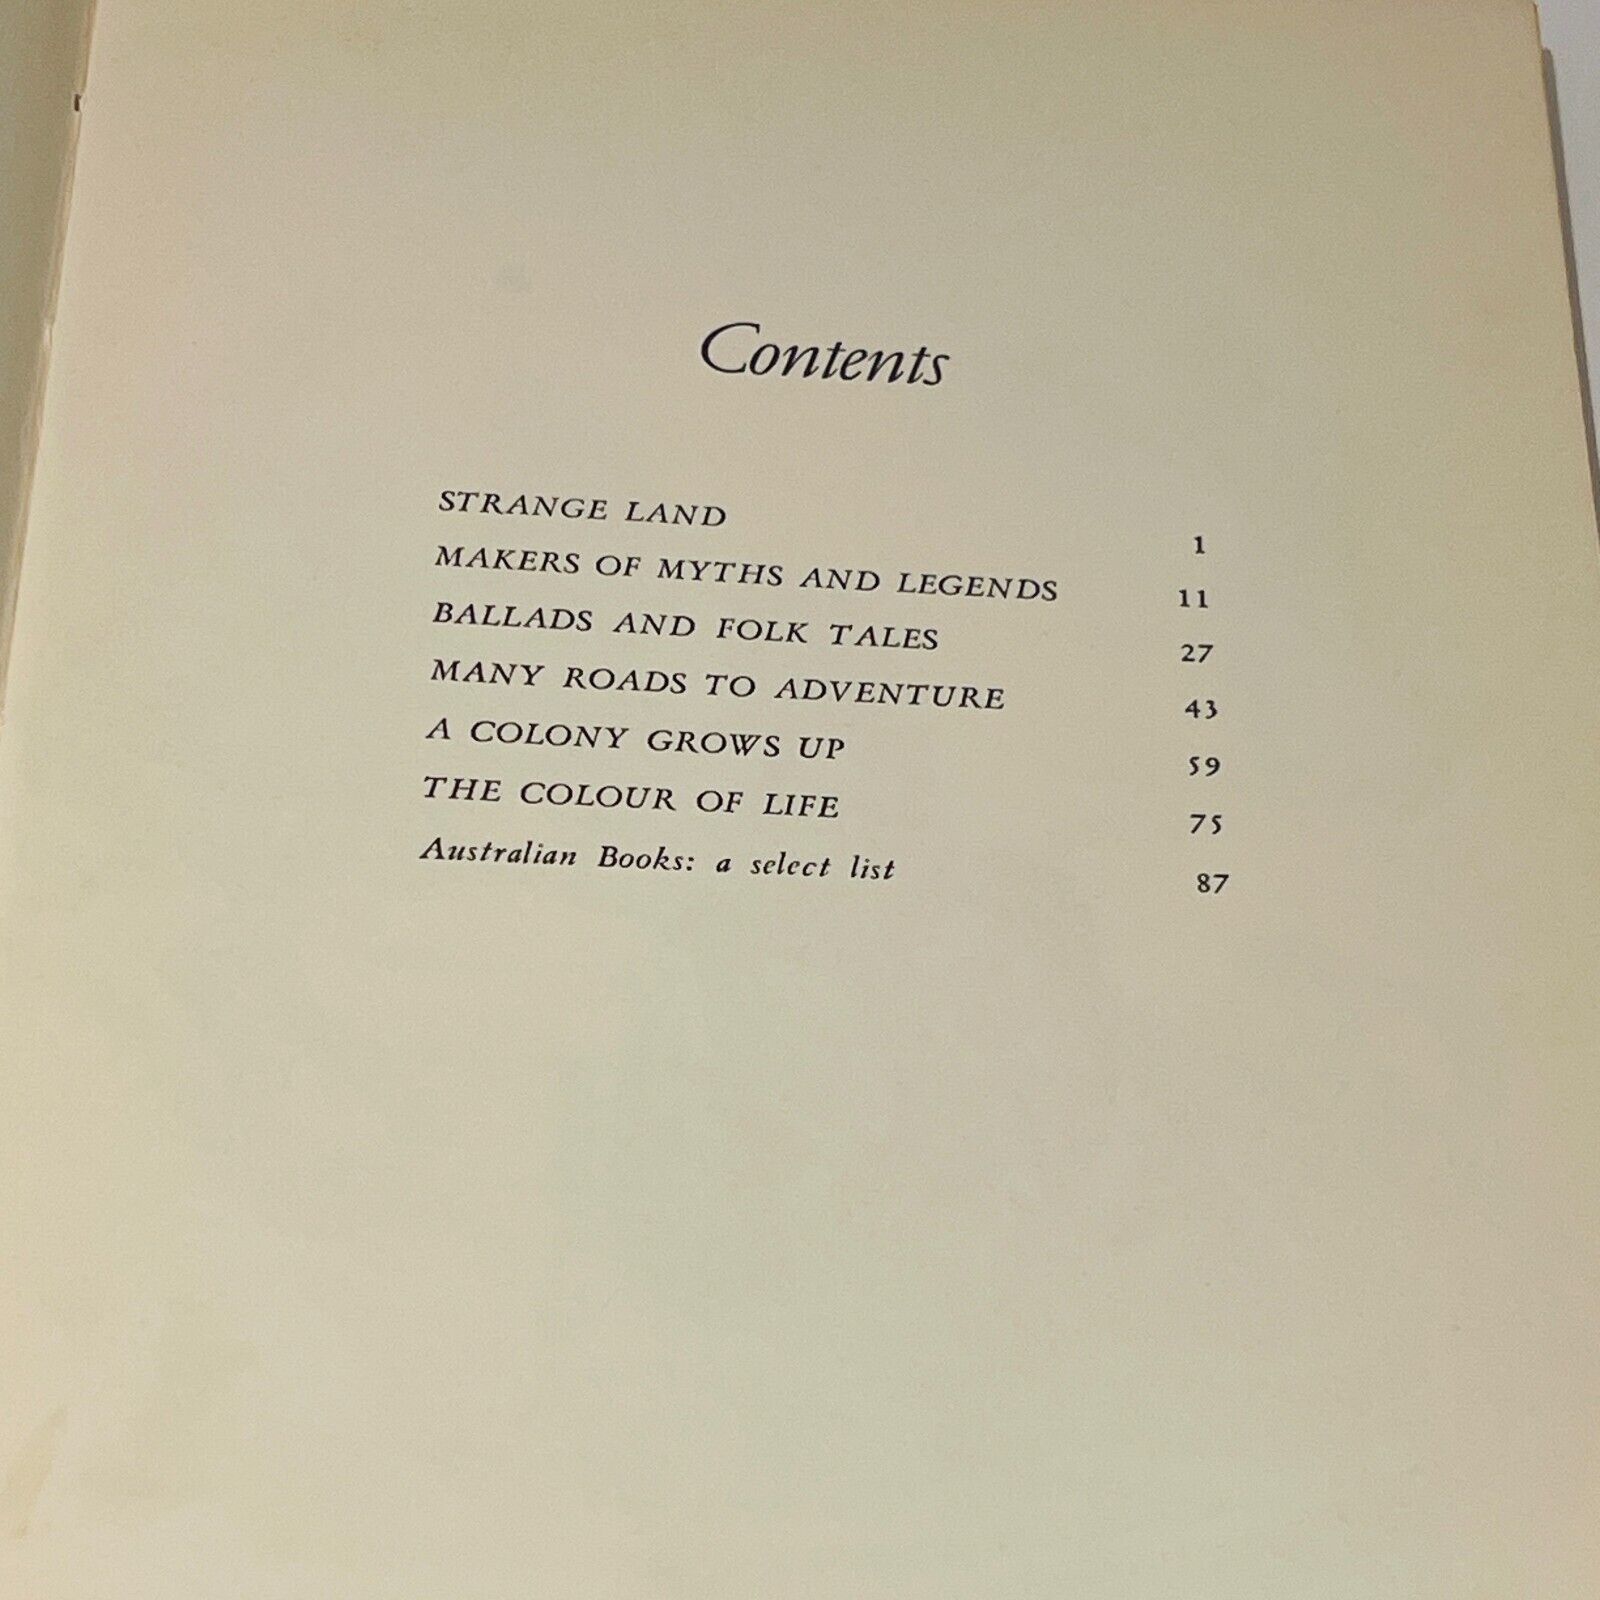 Contents
STRANGE LAND 1
MAKERS OF MYTHS AND LEGENDS 11
BALLADS AND FOLK TALES 27
MANY ROADS TO ADVENTURE 43
A COLONY GROWS UP 59
THE COLOUR OF LIFE 75
Australian Books: a select list 87